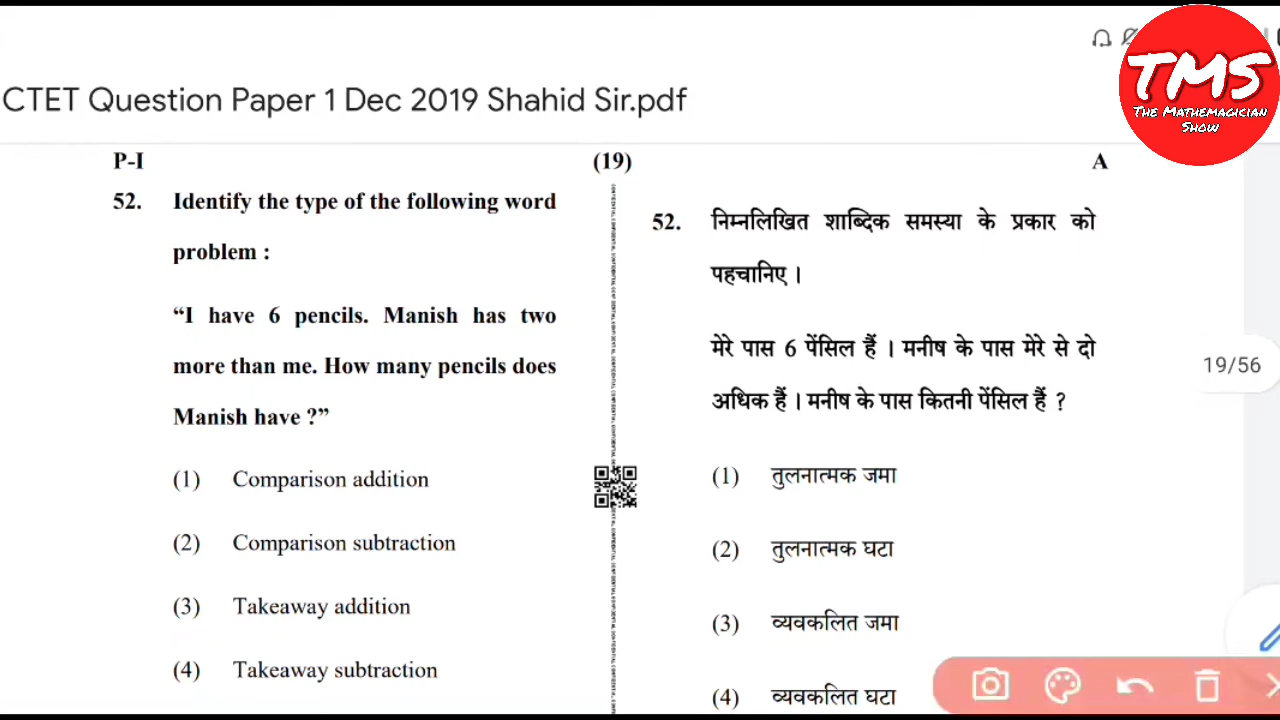 TMS
The Mathemagician
Show
CTET Question Paper 1 Dec 2019 Shahid Sir.pdf
P-I
(19)
A
52. Identify the type of the following word
problem :
“I have 6 pencils. Manish has two
more than me. How many pencils does
Manish have ?”
(1) Comparison addition
(2) Comparison subtraction
(3) Takeaway addition
(4) Takeaway subtraction
52. निम्नलिखित शाब्दिक समस्या के प्रकार को
पहचानिए ।
मेरे पास 6 पेंसिल हैं । मनीष के पास मेरे से दो
अधिक हैं । मनीष के पास कितनी पेंसिल हैं ?
(1) तुलनात्मक जमा
(2) तुलनात्मक घटा
(3) व्यवकलित जमा
(4) व्यवकलित घटा
19/56